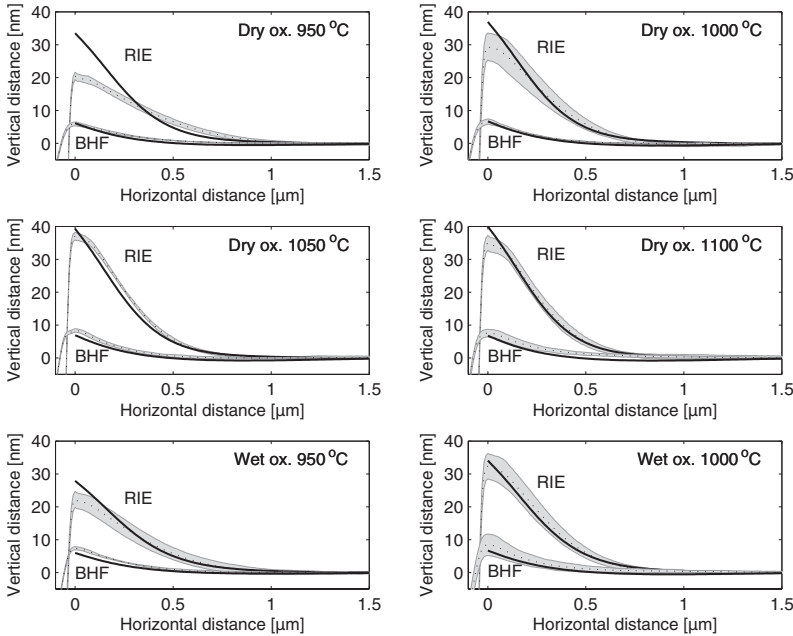 Dry ox. 950 °C
RIE
BHF
40
30
20
10
0
0 0.5 1 1.5
Vertical distance [nm]
Horizontal distance [µm]
Dry ox. 1000 °C
RIE
BHF
40
30
20
10
0
0 0.5 1 1.5
Vertical distance [nm]
Horizontal distance [µm]
Dry ox. 1050 °C
RIE
BHF
40
30
20
10
0
0 0.5 1 1.5
Vertical distance [nm]
Horizontal distance [µm]
Dry ox. 1100 °C
RIE
BHF
40
30
20
10
0
0 0.5 1 1.5
Vertical distance [nm]
Horizontal distance [µm]
Wet ox. 950 °C
RIE
BHF
40
30
20
10
0
0 0.5 1 1.5
Vertical distance [nm]
Horizontal distance [µm]
Wet ox. 1000 °C
RIE
BHF
40
30
20
10
0
0 0.5 1 1.5
Vertical distance [nm]
Horizontal distance [µm]